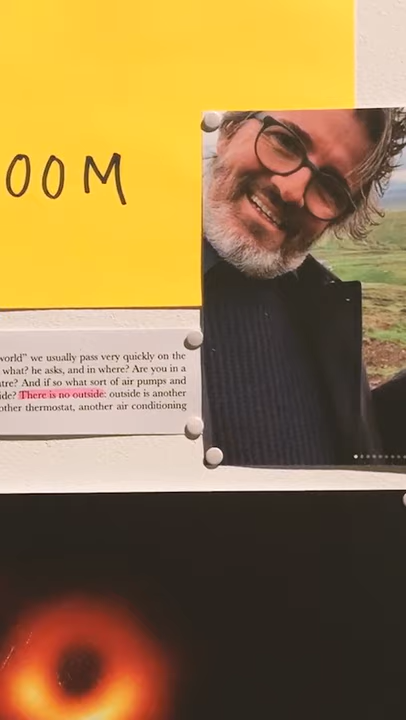 OOM
world" we usually pass very quickly on the
what? he asks, and in where? Are you in a
tre? And if so what sort of air pumps and
ide? There is no outside: outside is another
other thermostat, another air conditioning